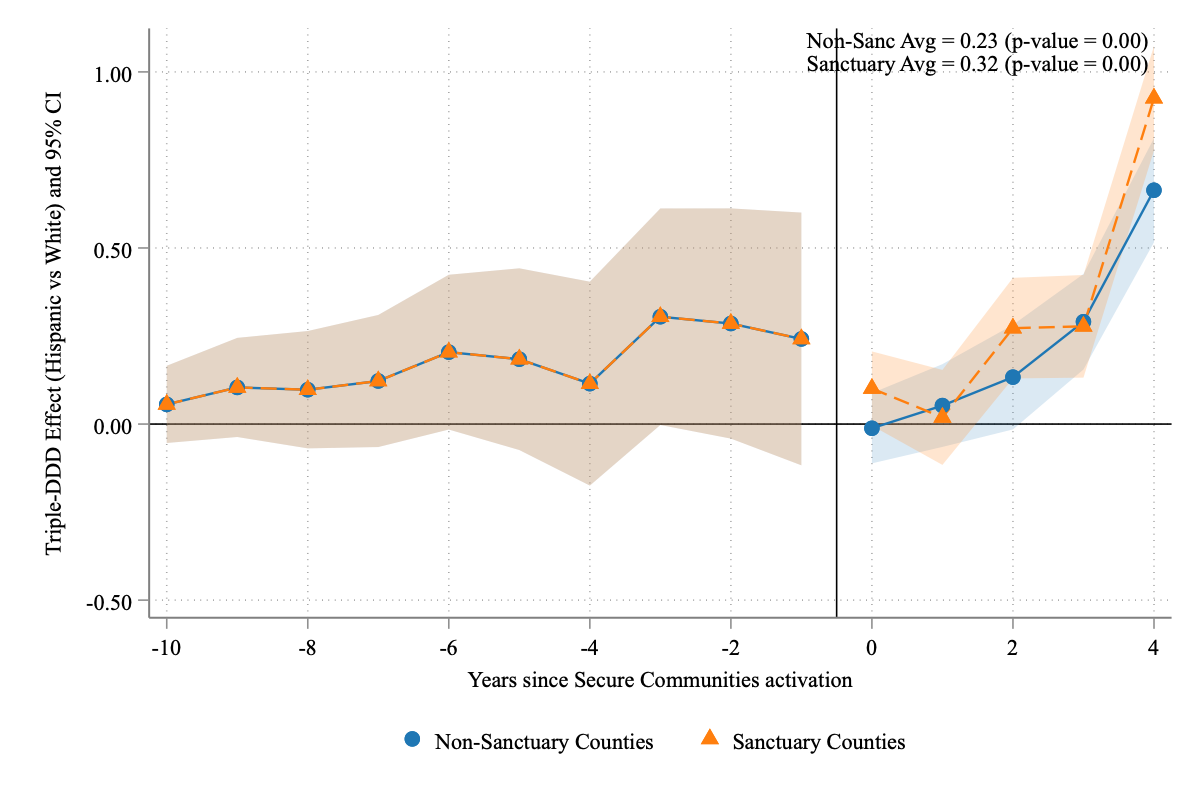 Non-Sanc Avg = 0.23 (p-value = 0.00)
Sanctuary Avg = 0.32 (p-value = 0.00)
Triple-DDD Effect (Hispanic vs White) and 95% CI
1.00
0.50
0.00
-0.50
-10 -8 -6 -4 -2 0 2 4
Years since Secure Communities activation
Non-Sanctuary Counties Sanctuary Counties